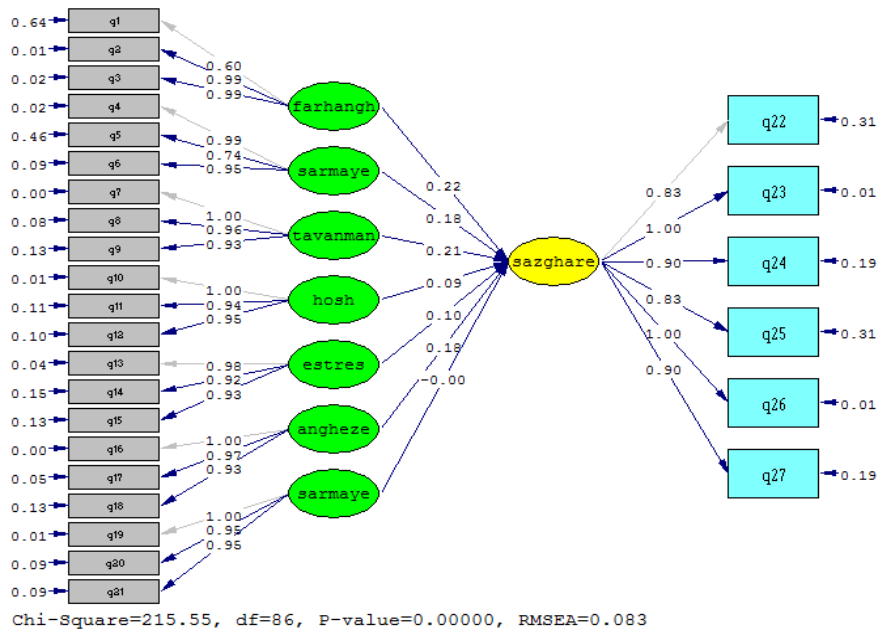 0.64 q1
0.01 q2
0.02 q3
0.02 q4
0.46 q5
0.09 q6
0.00 q7
0.08 q8
0.13 q9
0.01 q10
0.11 q11
0.10 q12
0.04 q13
0.15 q14
0.13 q15
0.00 q16
0.05 q17
0.13 q18
0.01 q19
0.09 q20
0.09 q21
0.60
0.99
0.99
0.99
0.74
0.95
1.00
0.96
0.93
1.00
0.94
0.95
0.98
0.92
0.93
1.00
0.97
0.93
1.00
0.95
0.95
farhangh
sarmaye
tavanman
hosh
estres
angheze
sarmaye
0.22
0.18
0.21
0.09
0.10
0.18
-0.00
sazghare
0.83
1.00
0.90
0.83
1.00
0.90
q22 0.31
q23 0.01
q24 0.19
q25 0.31
q26 0.01
q27 0.19
Chi-Square=215.55, df=86, P-value=0.00000, RMSEA=0.083